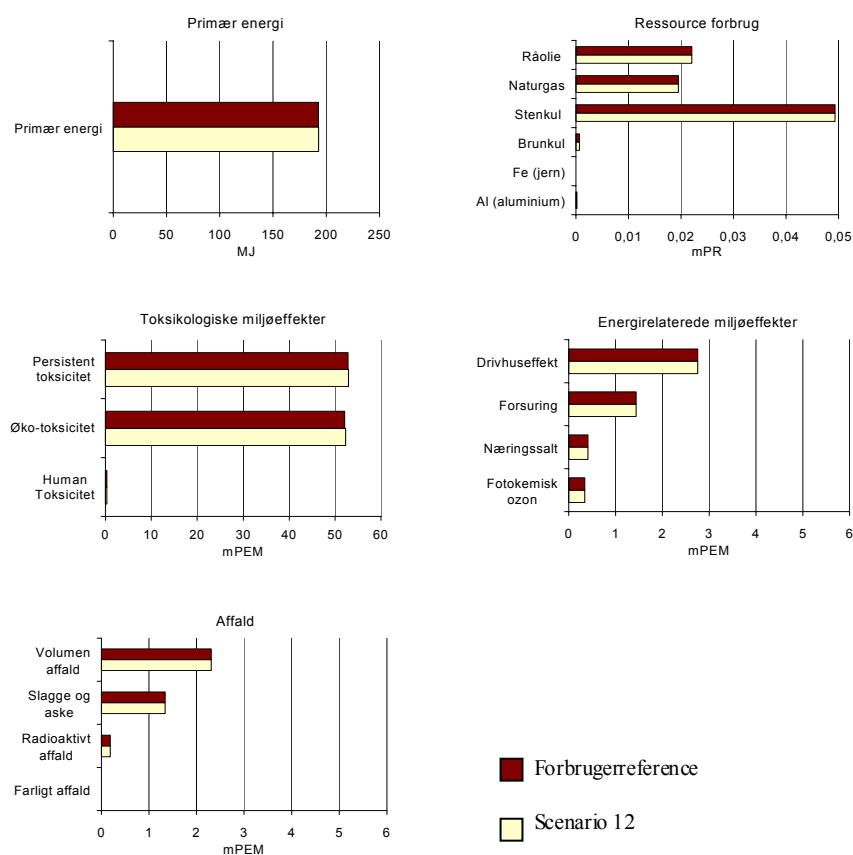 Primær energi
Primær energi
0 50 100 150 200 250
MJ
Ressource forbrug
Råolie
Naturgas
Stenkul
Brunkul
Fe (jern)
Al (aluminium)
0 0,01 0,02 0,03 0,04 0,05
mPR
Toksikologiske miljøeffekter
Persistent
toksicitet
Øko-toksicitet
Human
Toksicitet
0 10 20 30 40 50 60
mPEM
Energirelaterede miljøeffekter
Drivhuseffekt
Forsuring
Næringssalt
Fotokemisk
ozon
0 1 2 3 4 5 6
mPEM
Affald
Volumen
affald
Slagge og
aske
Radioaktivt
affald
Farligt affald
0 1 2 3 4 5 6
mPEM
Forbrugerreference
Scenario 12